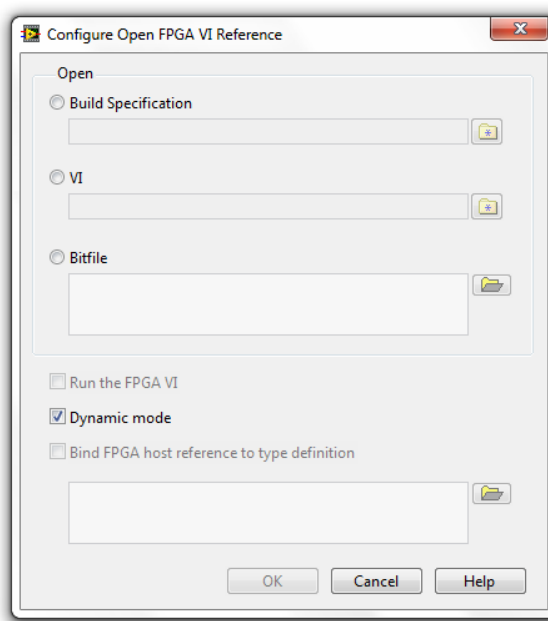 Configure Open FPGA VI Reference
Open
Build Specification
VI
Bitfile
Run the FPGA VI
Dynamic mode
Bind FPGA host reference to type definition
OK Cancel Help